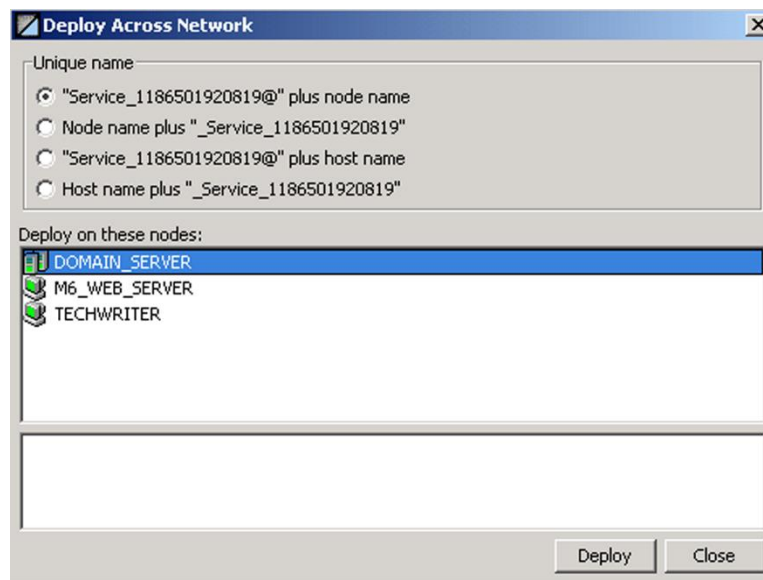 Deploy Across Network
Unique name
"Service_1186501920819@" plus node name
Node name plus "_Service_1186501920819"
"Service_1186501920819@" plus host name
Host name plus "_Service_1186501920819"
Deploy on these nodes:
DOMAIN_SERVER
M6_WEB_SERVER
TECHWRITER
Deploy Close